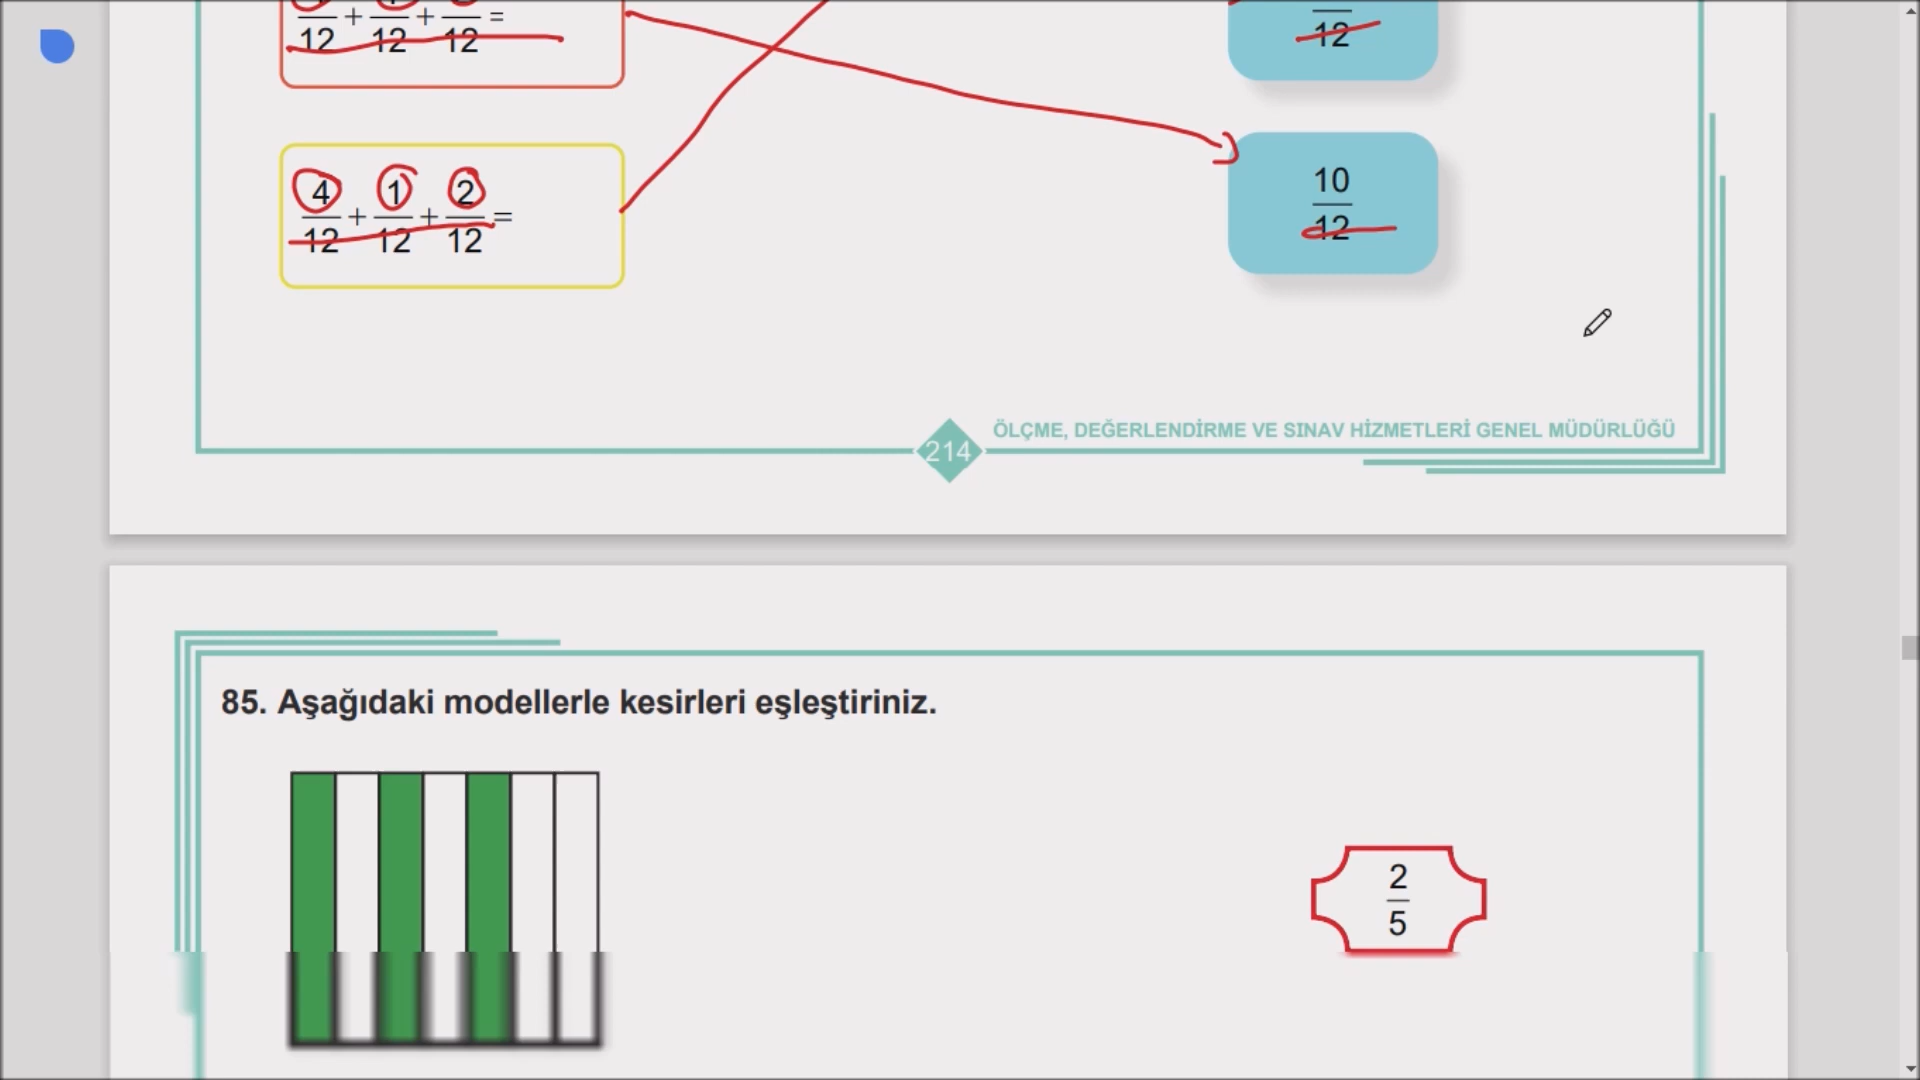 12 + 12 + 12 =
12
4/12 + 1/12 + 2/12 =
10/12
ÖLÇME, DEĞERLENDİRME VE SINAV HİZMETLERİ GENEL MÜDÜRLÜĞÜ
214
85. Aşağıdaki modellerle kesirleri eşleştiriniz.
2/5